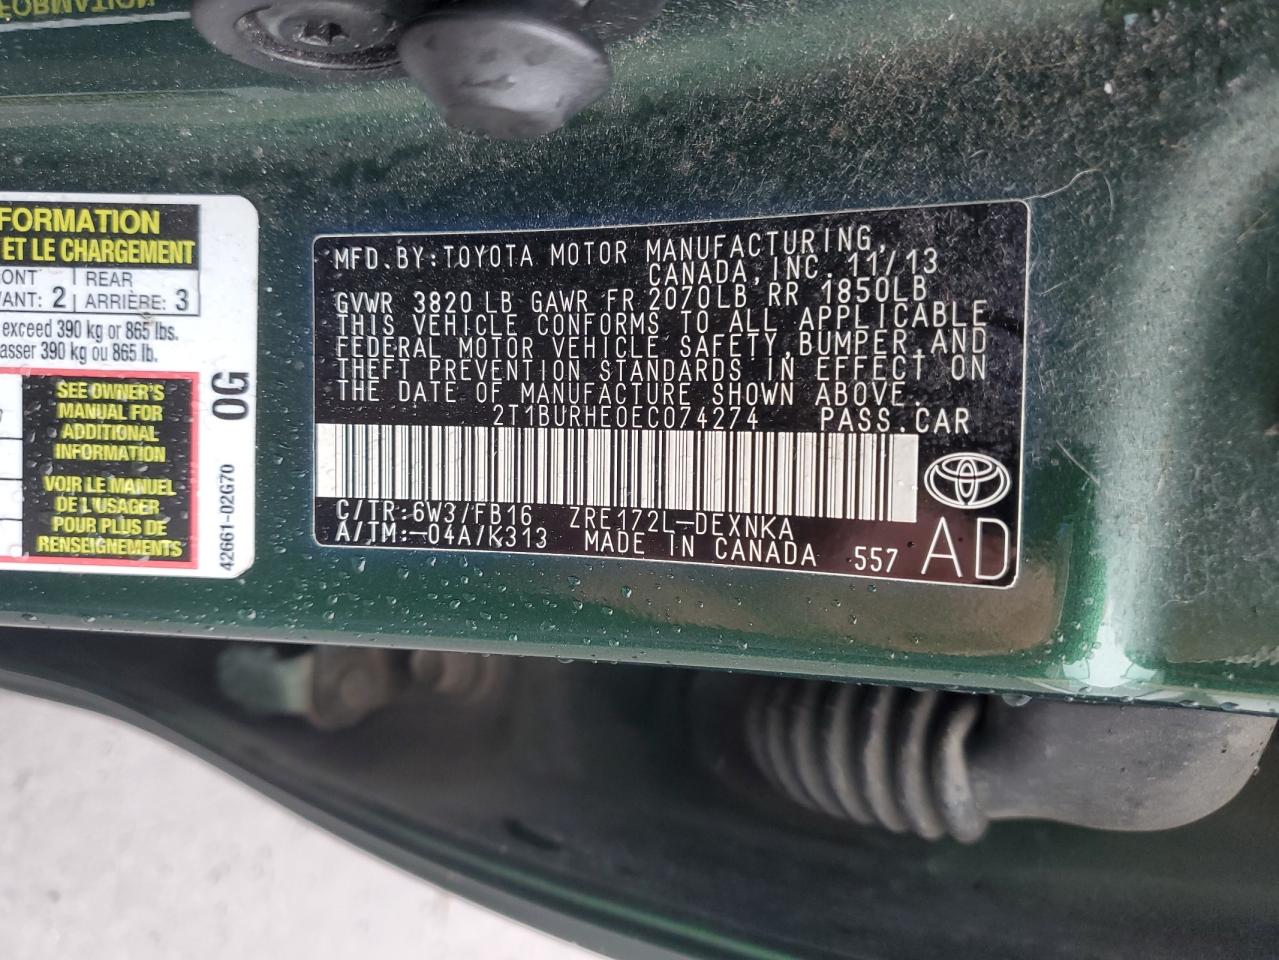 FORMATION
ET LE CHARGEMENT
ONT
REAR
VANT: 2
ARRIÈRE: 3
exceed 390 kg or 865 lbs.
asser 390 kg ou 865 lb.
SEE OWNER'S
MANUAL FOR
ADDITIONAL
INFORMATION
VOIR LE MANUEL
DE L'USAGER
POUR PLUS DE
RENSEIGNEMENTS
0G
42661-02G70
MFD.BY:TOYOTA MOTOR MANUFACTURING,
CANADA,INC.11/13
GVWR 3820 LB GAWR FR 2070LB RR 1850LB
THIS VEHICLE CONFORMS TO ALL APPLICABLE
FEDERAL MOTOR VEHICLE SAFETY,BUMPER,AND
THEFT PREVENTION STANDARDS IN EFFECT ON
THE DATE OF MANUFACTURE SHOWN ABOVE.
2T1BURHE0EC074274 PASS.CAR
C/TR:6W3/FB16 ZRE172L-DEXNKA
A/TM:-04A/K313 MADE IN CANADA 557 AD